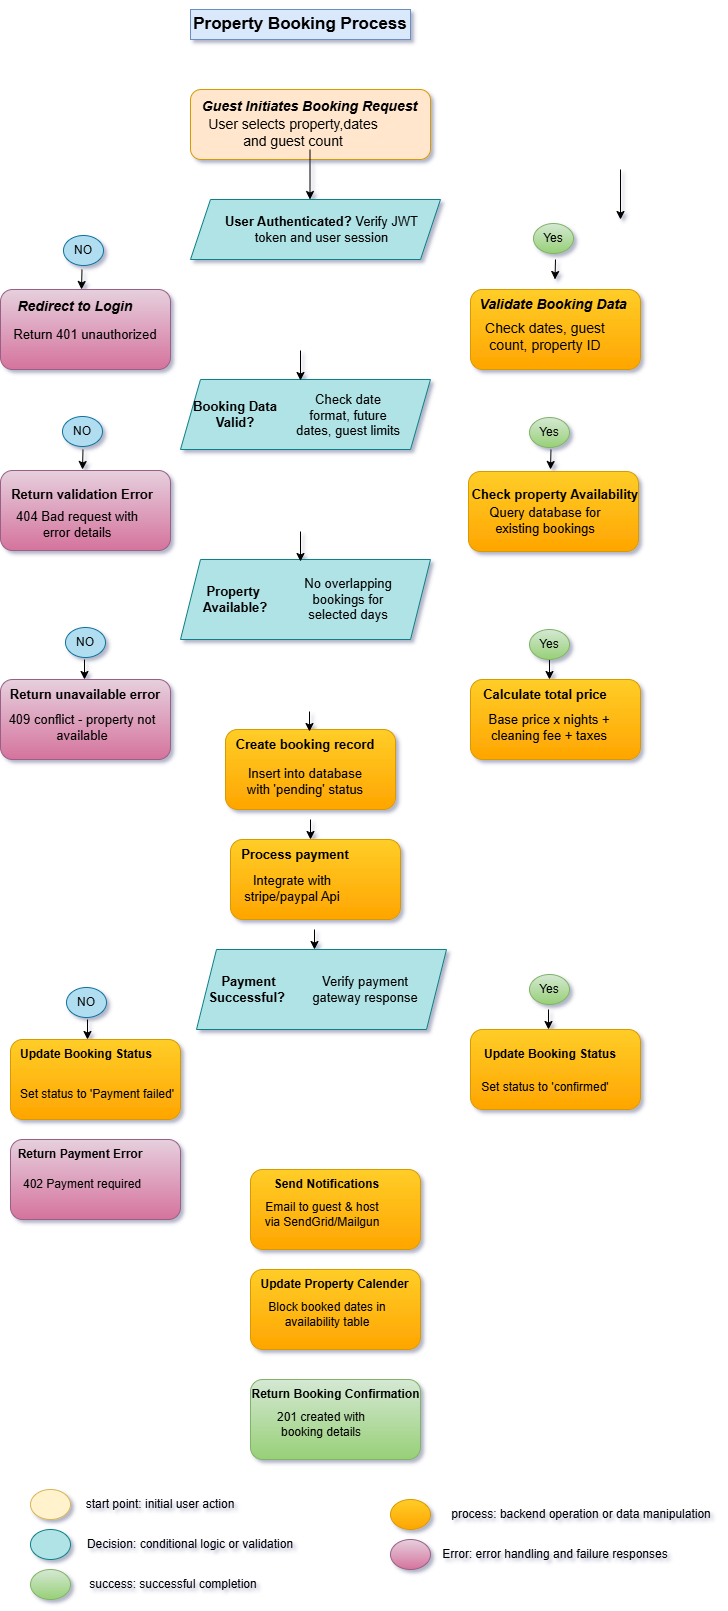 Property Booking Process
Guest Initiates Booking Request
User selects property,dates
and guest count
User Authenticated? Verify JWT
token and user session
NO
Yes
Redirect to Login
Return 401 unauthorized
Validate Booking Data
Check dates, guest
count, property ID
Booking Data
Valid?
Check date
format, future
dates, guest limits
NO
Yes
Return validation Error
404 Bad request with
error details
Check property Availability
Query database for
existing bookings
Property
Available?
No overlapping
bookings for
selected days
NO
Yes
Return unavailable error
409 conflict - property not
available
Calculate total price
Base price x nights +
cleaning fee + taxes
Create booking record
Insert into database
with 'pending' status
Process payment
Integrate with
stripe/paypal Api
Payment
Successful?
Verify payment
gateway response
NO
Yes
Update Booking Status
Set status to 'Payment failed'
Update Booking Status
Set status to 'confirmed'
Return Payment Error
402 Payment required
Send Notifications
Email to guest & host
via SendGrid/Mailgun
Update Property Calender
Block booked dates in
availability table
Return Booking Confirmation
201 created with
booking details
start point: initial user action
process: backend operation or data manipulation
Decision: conditional logic or validation
Error: error handling and failure responses
success: successful completion